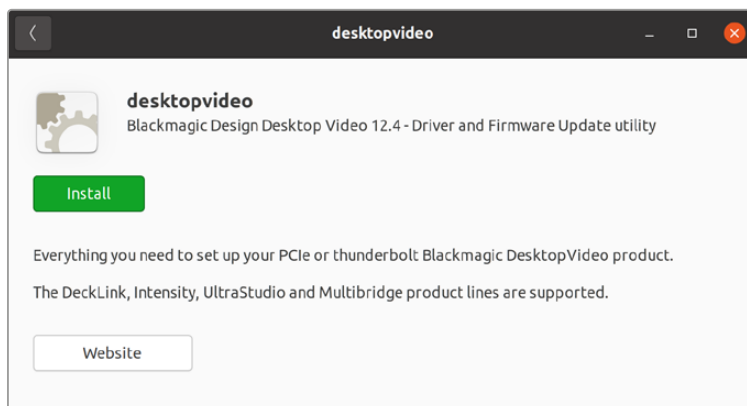 desktopvideo
desktopvideo
Blackmagic Design Desktop Video 12.4 - Driver and Firmware Update utility
Install
Everything you need to set up your PCIe or thunderbolt Blackmagic DesktopVideo product.
The DeckLink, Intensity, UltraStudio and Multibridge product lines are supported.
Website